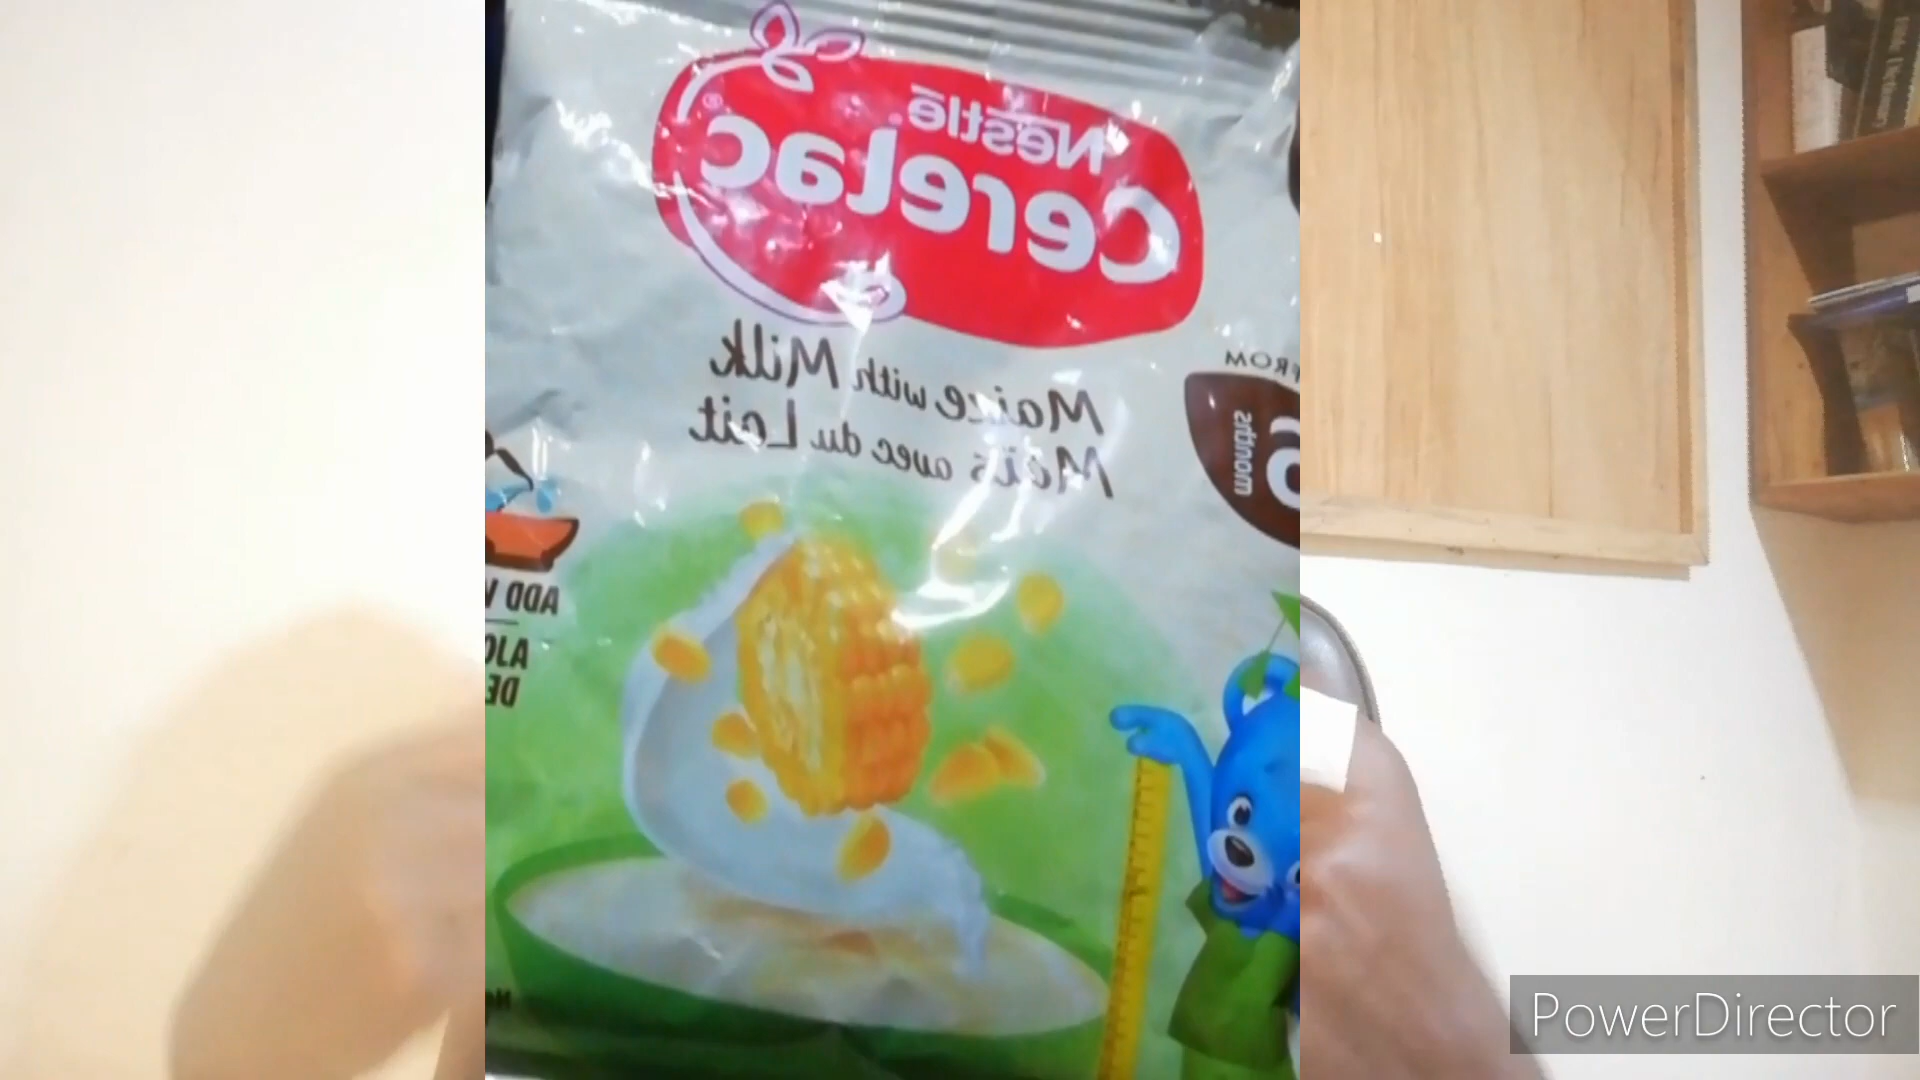 Nestlé
Cerelac
Maize with Milk
Maïs avec du Lait
FROM
6
months
ADD
PowerDirector